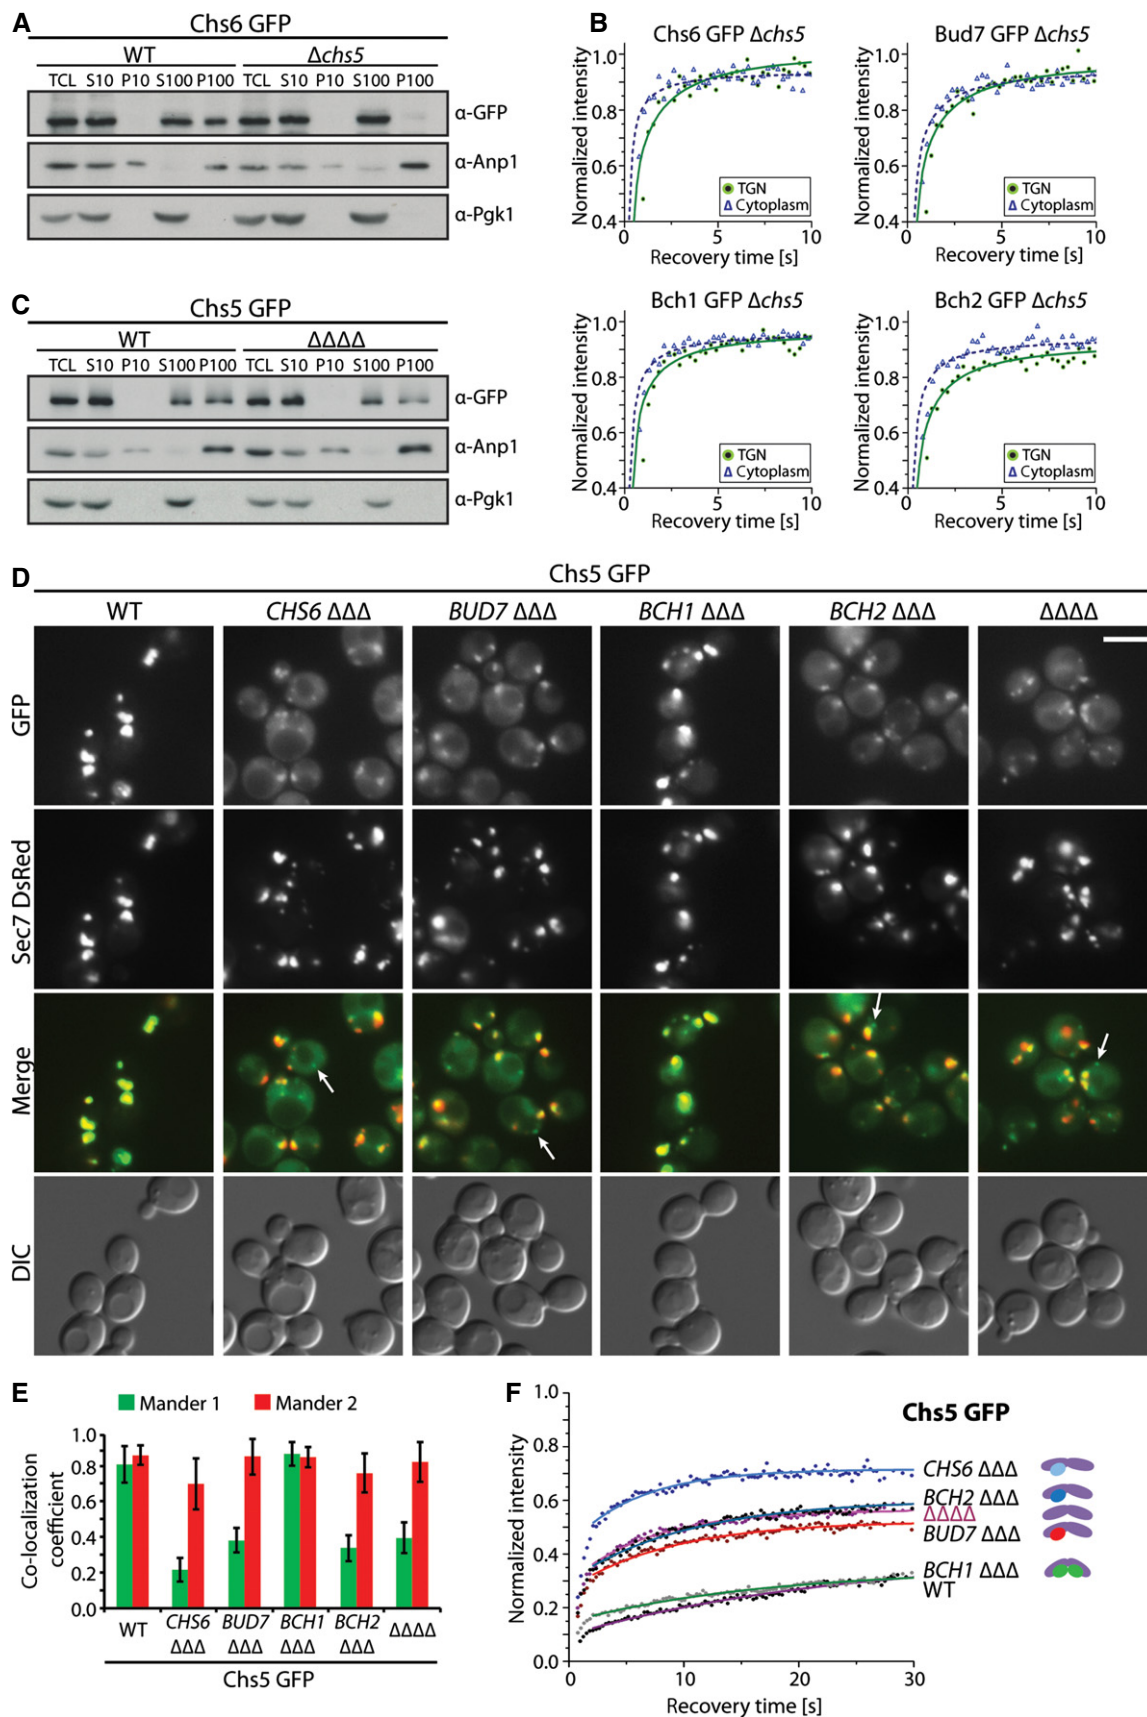 A
Chs6 GFP
WT
Δchs5
TCL S10 P10 S100 P100 TCL S10 P10 S100 P100
α-GFP
α-Anp1
α-Pgk1
B
Chs6 GFP Δchs5
Normalized intensity
1.0
0.8
0.6
0.4
0 5 10
TGN
Cytoplasm
Recovery time [s]
Bud7 GFP Δchs5
Normalized intensity
1.0
0.8
0.6
0.4
0 5 10
TGN
Cytoplasm
Recovery time [s]
Bch1 GFP Δchs5
Normalized intensity
1.0
0.8
0.6
0.4
0 5 10
TGN
Cytoplasm
Recovery time [s]
Bch2 GFP Δchs5
Normalized intensity
1.0
0.8
0.6
0.4
0 5 10
TGN
Cytoplasm
Recovery time [s]
C
Chs5 GFP
WT
ΔΔΔΔ
TCL S10 P10 S100 P100 TCL S10 P10 S100 P100
α-GFP
α-Anp1
α-Pgk1
D
Chs5 GFP
WT
CHS6 ΔΔΔ
BUD7 ΔΔΔ
BCH1 ΔΔΔ
BCH2 ΔΔΔ
ΔΔΔΔ
GFP
Sec7 DsRed
Merge
DIC
E
Mander 1
Mander 2
Co-localization
coefficient
1.0
0.8
0.6
0.4
0.2
0.0
WT
CHS6
ΔΔΔ
BUD7
ΔΔΔ
BCH1
ΔΔΔ
BCH2
ΔΔΔ
ΔΔΔΔ
Chs5 GFP
F
Chs5 GFP
Normalized intensity
1.0
0.8
0.6
0.4
0.2
0.0
0 10 20 30
Recovery time [s]
CHS6 ΔΔΔ
BCH2 ΔΔΔ
ΔΔΔΔ
BUD7 ΔΔΔ
BCH1 ΔΔΔ
WT